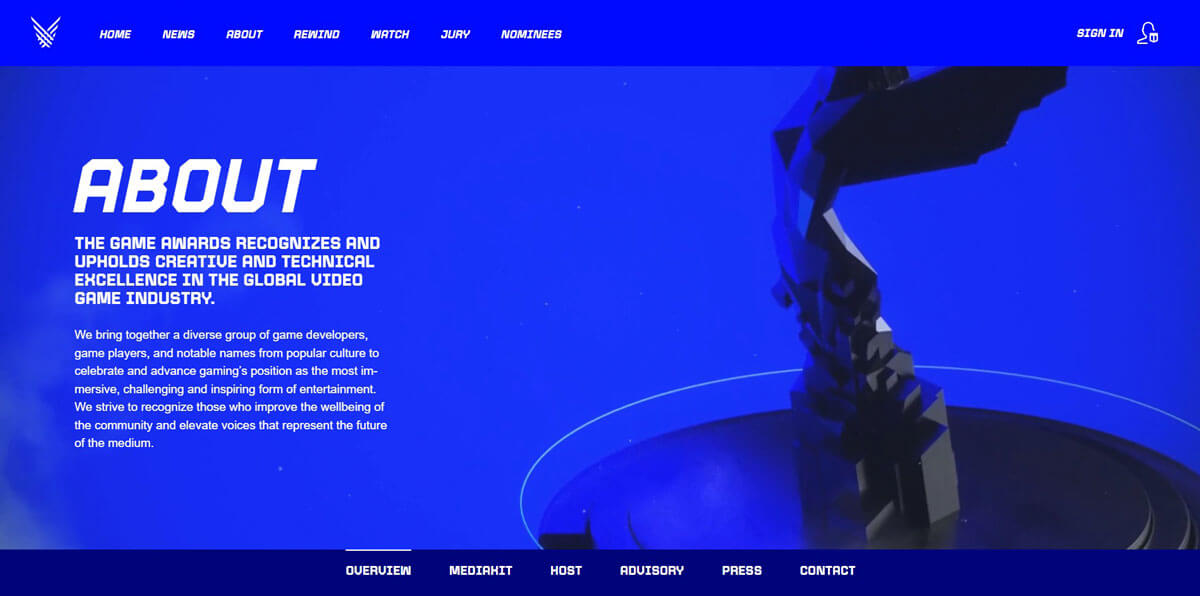 HOME NEWS ABOUT REWIND WATCH JURY NOMINEES SIGN IN
ABOUT
THE GAME AWARDS RECOGNIZES AND
UPHOLDS CREATIVE AND TECHNICAL
EXCELLENCE IN THE GLOBAL VIDEO
GAME INDUSTRY.
We bring together a diverse group of game developers,
game players, and notable names from popular culture to
celebrate and advance gaming’s position as the most im-
mersive, challenging and inspiring form of entertainment.
We strive to recognize those who improve the wellbeing of
the community and elevate voices that represent the future
of the medium.
OVERVIEW MEDIAKIT HOST ADVISORY PRESS CONTACT